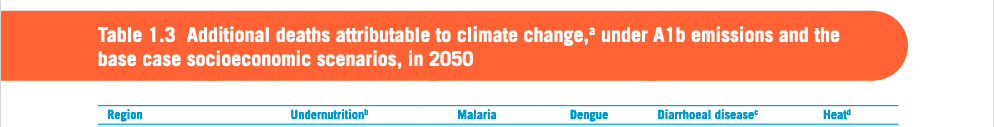 Table 1.3 Additional deaths attributable to climate change,ᵃ under A1b emissions and the
base case socioeconomic scenarios, in 2050
Region Undernutritionᵇ Malaria Dengue Diarrhoeal diseaseᶜ Heatᵈ